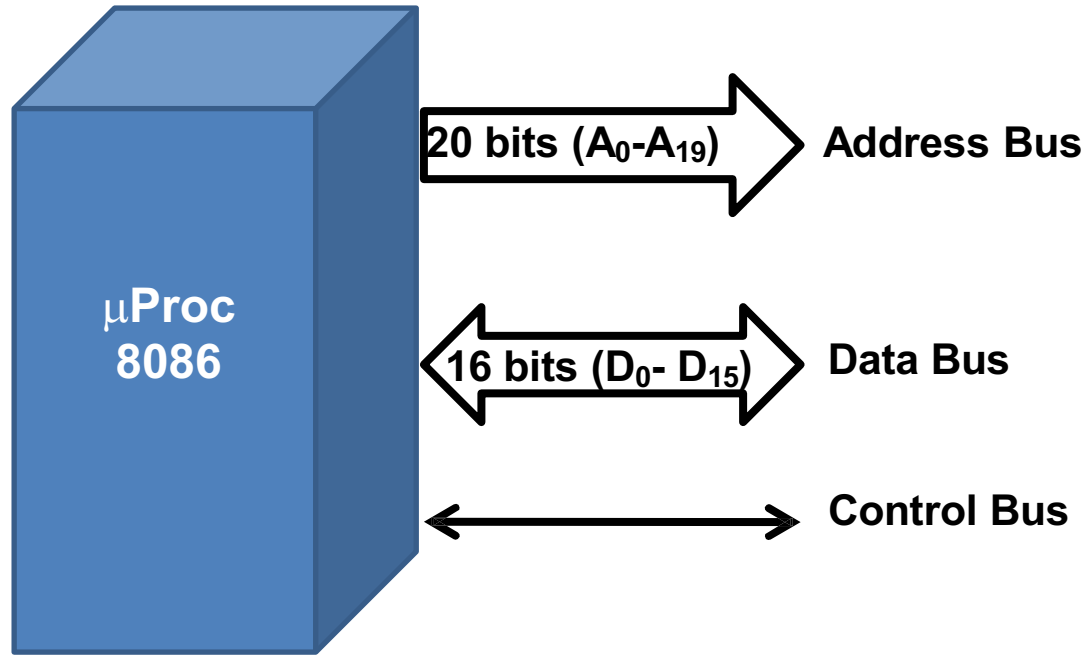 20 bits (A₀-A₁₉)
Address Bus
μProc
8086
16 bits (D₀- D₁₅)
Data Bus
Control Bus